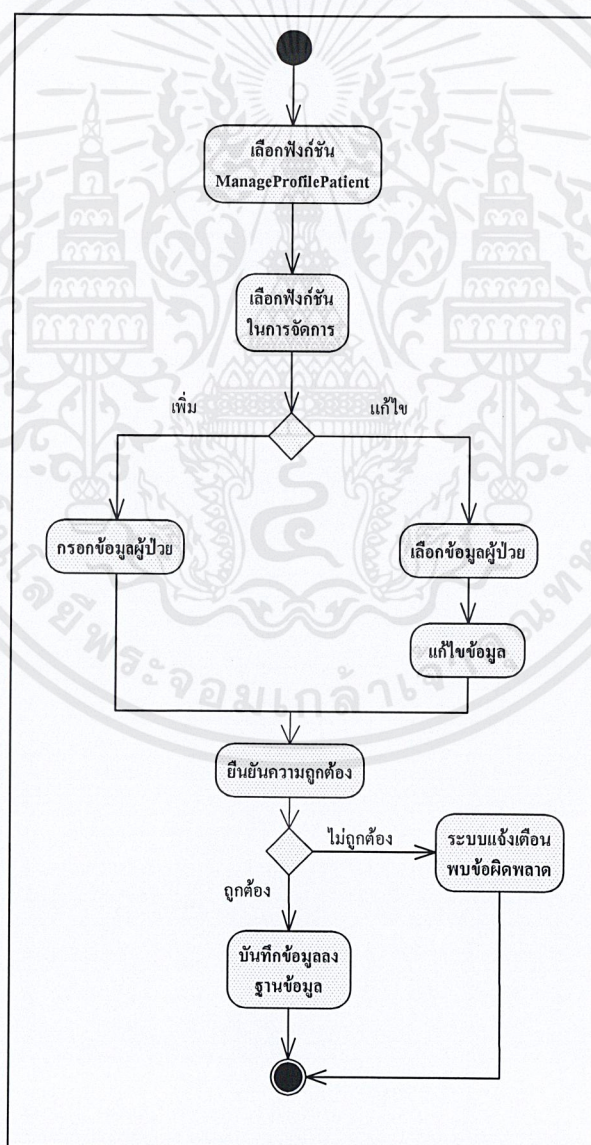 เลือกฟังก์ชัน
ManageProfilePatient
เลือกฟังก์ชัน
ในการจัดการ
เพิ่ม
แก้ไข
กรอกข้อมูลผู้ป่วย
เลือกข้อมูลผู้ป่วย
แก้ไขข้อมูล
ยืนยันความถูกต้อง
ไม่ถูกต้อง
ระบบแจ้งเตือน
พบข้อผิดพลาด
ถูกต้อง
บันทึกข้อมูลลง
ฐานข้อมูล